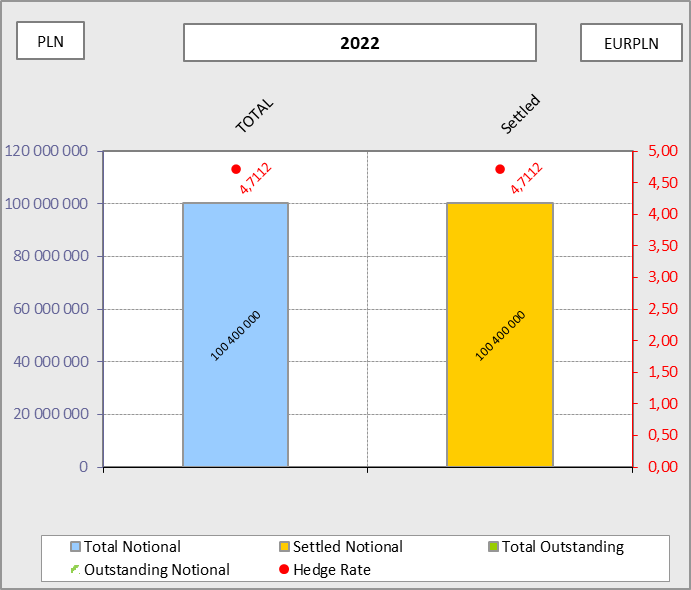 PLN
2022
EURPLN
TOTAL
Settled
120 000 000
100 000 000
80 000 000
60 000 000
40 000 000
20 000 000
0
4,7112
4,7112
100 400 000
100 400 000
5,00
4,50
4,00
3,50
3,00
2,50
2,00
1,50
1,00
0,50
0,00
Total Notional
Settled Notional
Total Outstanding
Outstanding Notional
Hedge Rate